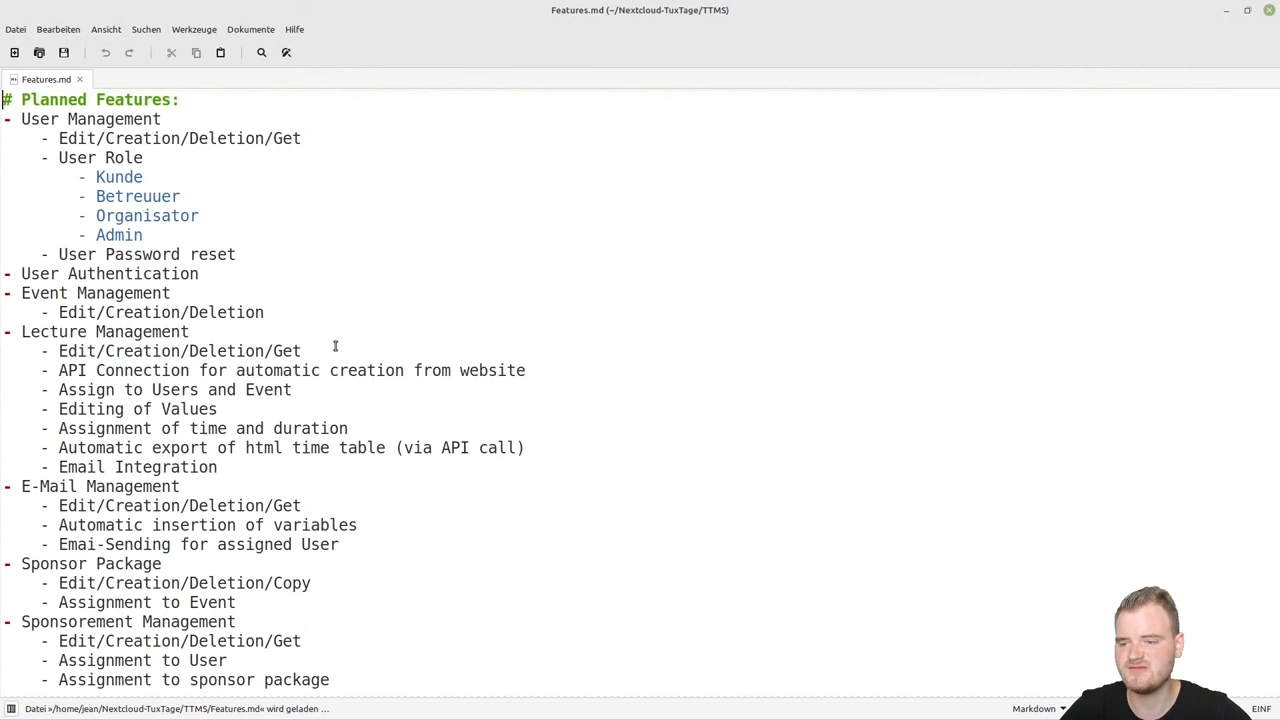 Features.md (~/Nextcloud-TuxTage/TTMS)
Datei Bearbeiten Ansicht Suchen Werkzeuge Dokumente Hilfe
Features.md
# Planned Features:
- User Management
- Edit/Creation/Deletion/Get
- User Role
- Kunde
- Betreuuer
- Organisator
- Admin
- User Password reset
- User Authentication
- Event Management
- Edit/Creation/Deletion
- Lecture Management
- Edit/Creation/Deletion/Get
- API Connection for automatic creation from website
- Assign to Users and Event
- Editing of Values
- Assignment of time and duration
- Automatic export of html time table (via API call)
- Email Integration
- E-Mail Management
- Edit/Creation/Deletion/Get
- Automatic insertion of variables
- Emai-Sending for assigned User
- Sponsor Package
- Edit/Creation/Deletion/Copy
- Assignment to Event
- Sponsorement Management
- Edit/Creation/Deletion/Get
- Assignment to User
- Assignment to sponsor package
Datei »/home/jean/Nextcloud-TuxTage/TTMS/Features.md« wird geladen … Markdown EINF